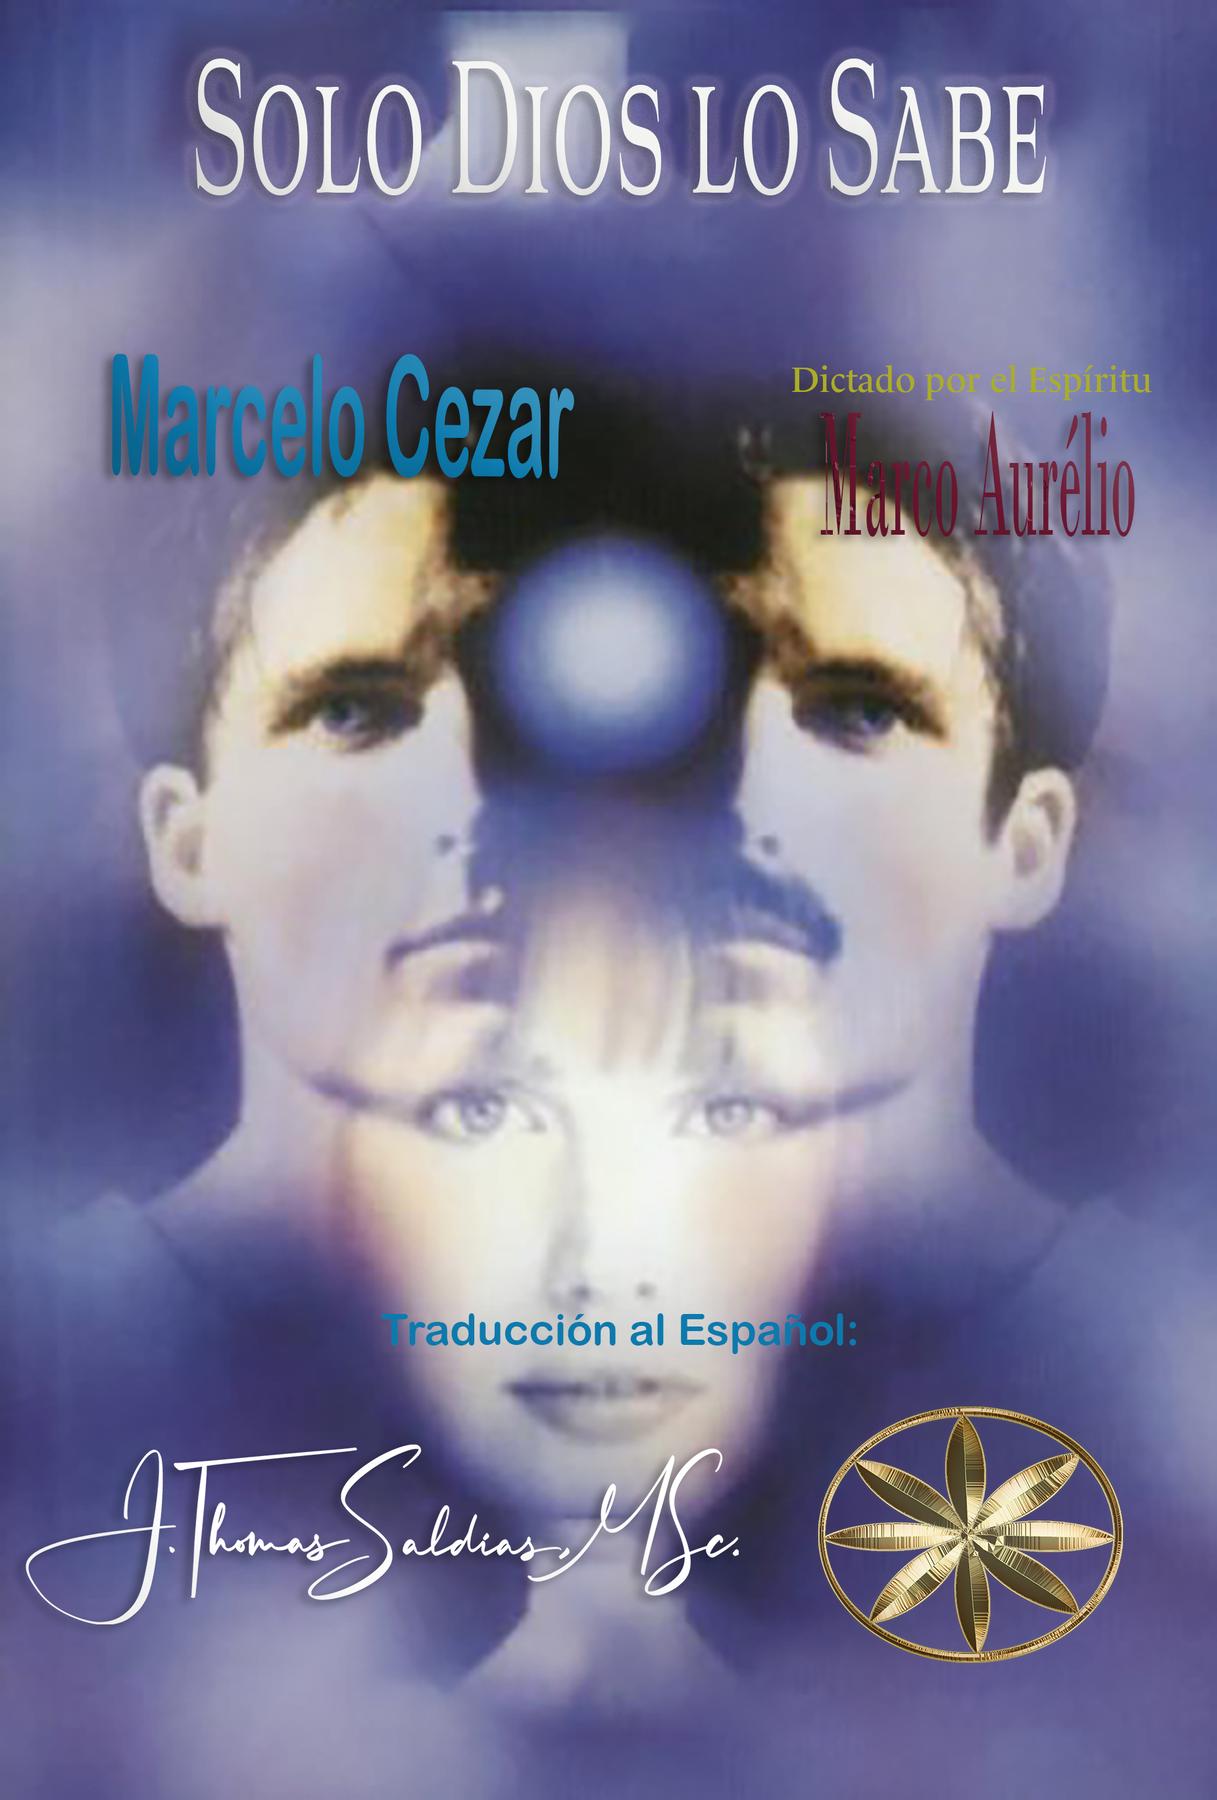 SOLO DIOS LO SABE
Marcelo Cezar
Dictado por el Espíritu
Marco Aurélio
Traducción al Español:
J. Thomas Saldias, MSc.